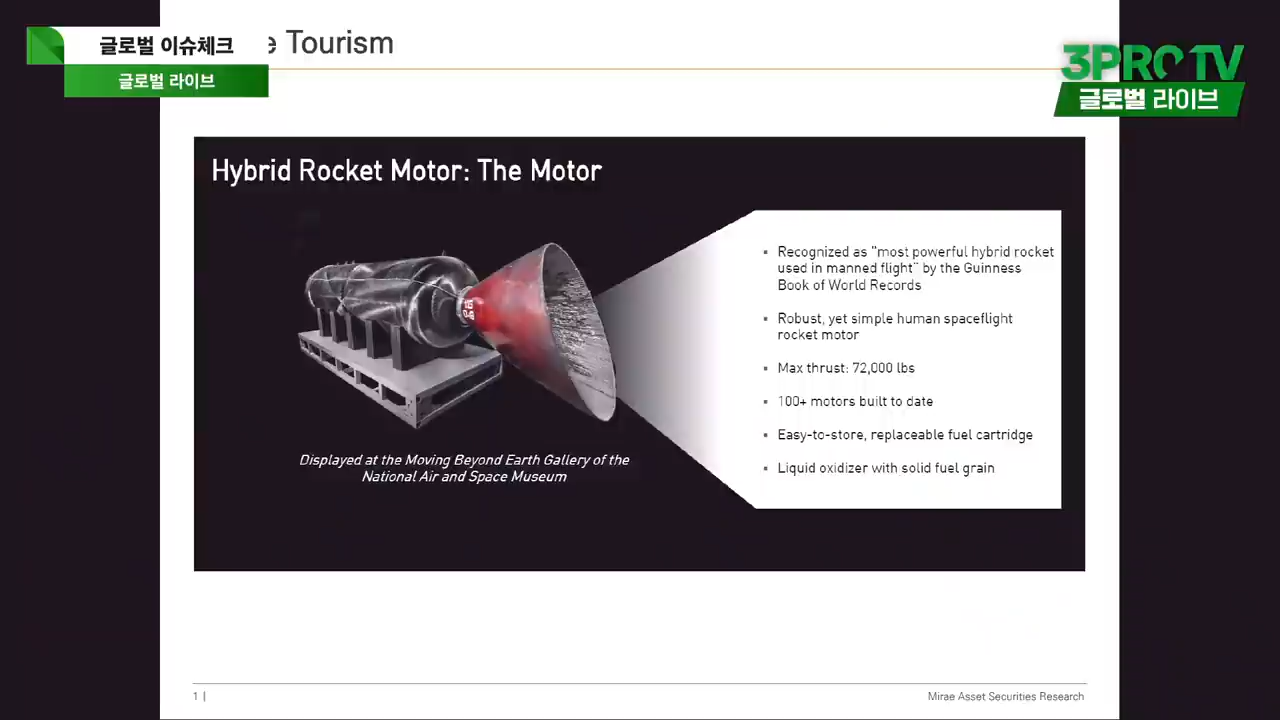 글로벌 이슈체크
Tourism
글로벌 라이브
3PRO TV
글로벌 라이브
Hybrid Rocket Motor: The Motor
▪ Recognized as "most powerful hybrid rocket
used in manned flight" by the Guinness
Book of World Records
▪ Robust, yet simple human spaceflight
rocket motor
▪ Max thrust: 72,000 lbs
▪ 100+ motors built to date
▪ Easy-to-store, replaceable fuel cartridge
▪ Liquid oxidizer with solid fuel grain
Displayed at the Moving Beyond Earth Gallery of the
National Air and Space Museum
1 |
Mirae Asset Securities Research